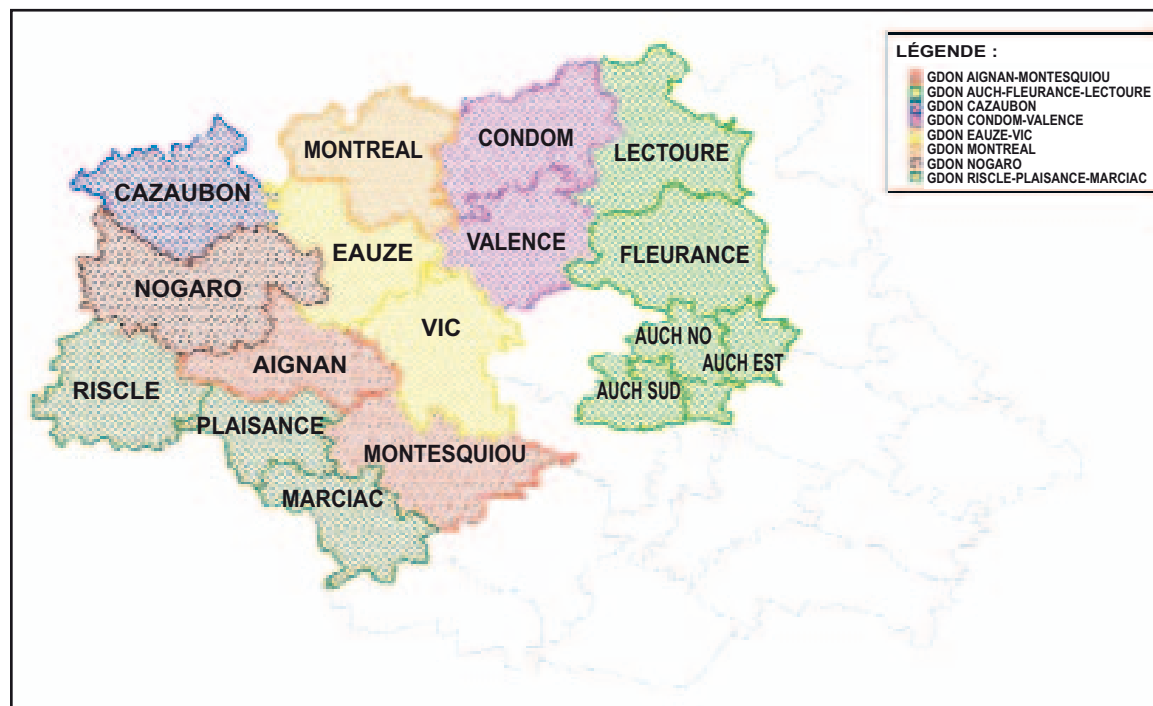 LÉGENDE :
GDON AIGNAN-MONTESQUIOU
GDON AUCH-FLEURANCE-LECTOURE
GDON CAZAUBON
GDON CONDOM-VALENCE
GDON EAUZE-VIC
GDON MONTREAL
GDON NOGARO
GDON RISCLE-PLAISANCE-MARCIAC
CONDOM
MONTREAL
LECTOURE
CAZAUBON
VALENCE
EAUZE
FLEURANCE
NOGARO
VIC
AUCH NO
AUCH EST
AIGNAN
RISCLE
AUCH SUD
PLAISANCE
MONTESQUIOU
MARCIAC